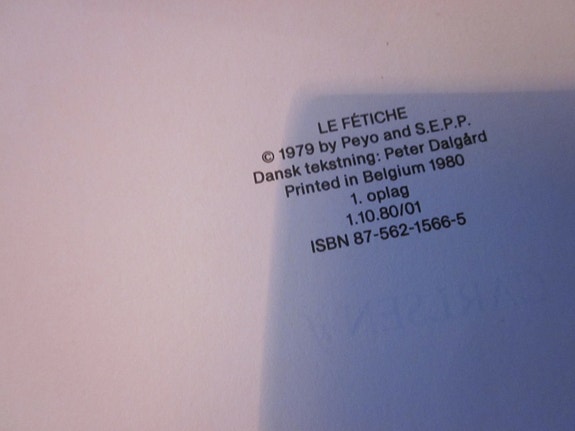 LE FÉTICHE
© 1979 by Peyo and S.E.P.P.
Dansk tekstning: Peter Dalgård
Printed in Belgium 1980
1. oplag
1.10.80/01
ISBN 87-562-1566-5